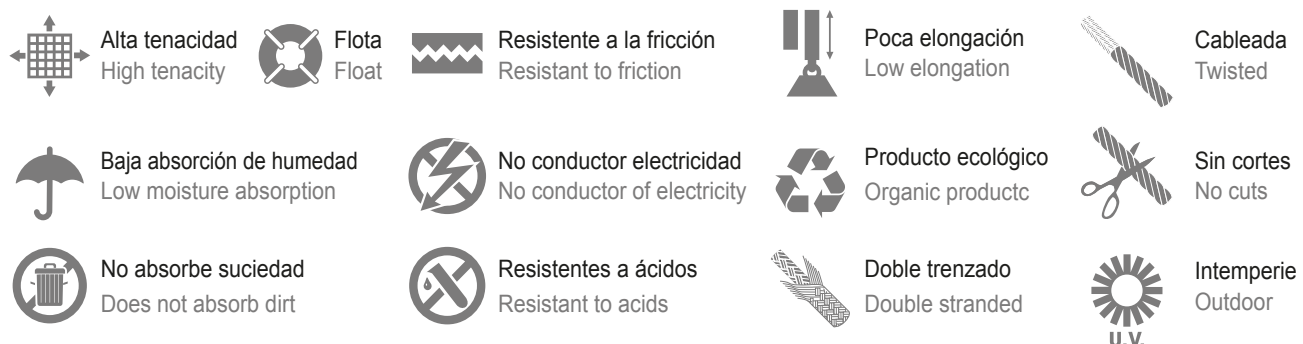 Alta tenacidad
High tenacity
Flota
Float
Resistente a la fricción
Resistant to friction
Poca elongación
Low elongation
Cableada
Twisted
Baja absorción de humedad
Low moisture absorption
No conductor electricidad
No conductor of electricity
Producto ecológico
Organic productc
Sin cortes
No cuts
No absorbe suciedad
Does not absorb dirt
Resistentes a ácidos
Resistant to acids
Doble trenzado
Double stranded
Intemperie
Outdoor
U.V.